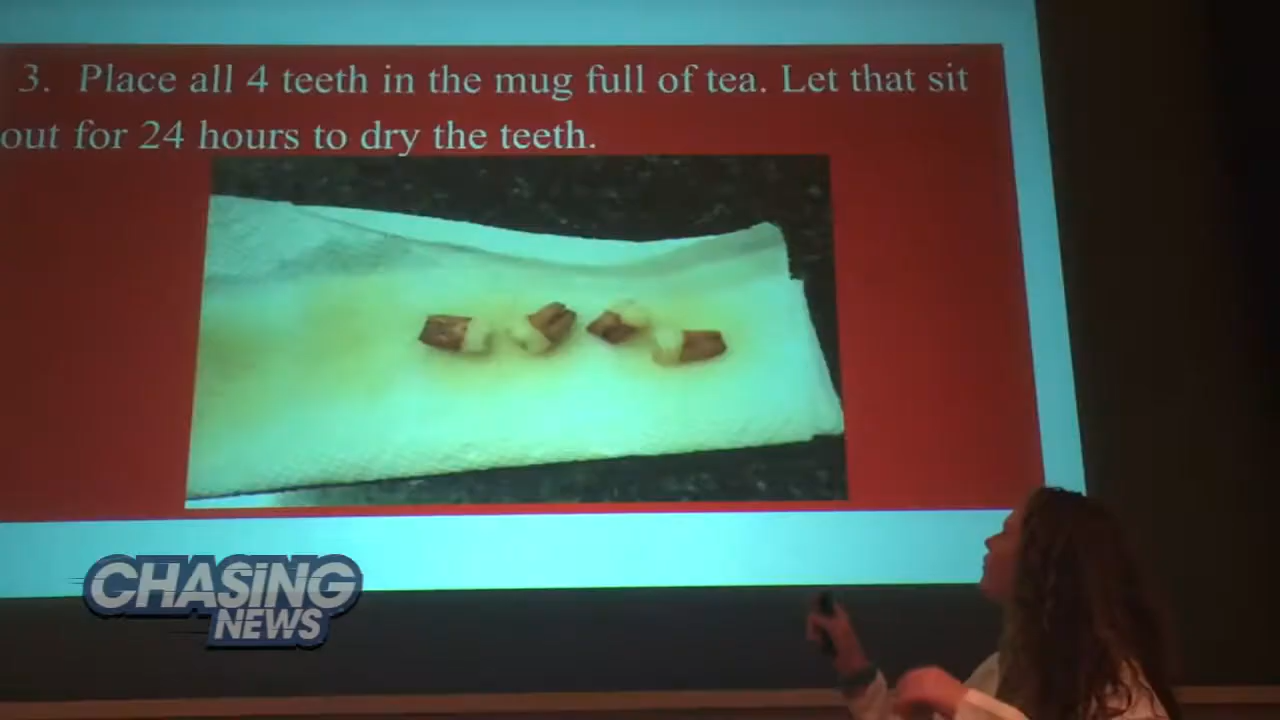 3. Place all 4 teeth in the mug full of tea. Let that sit
out for 24 hours to dry the teeth.
CHASiNG
NEWS